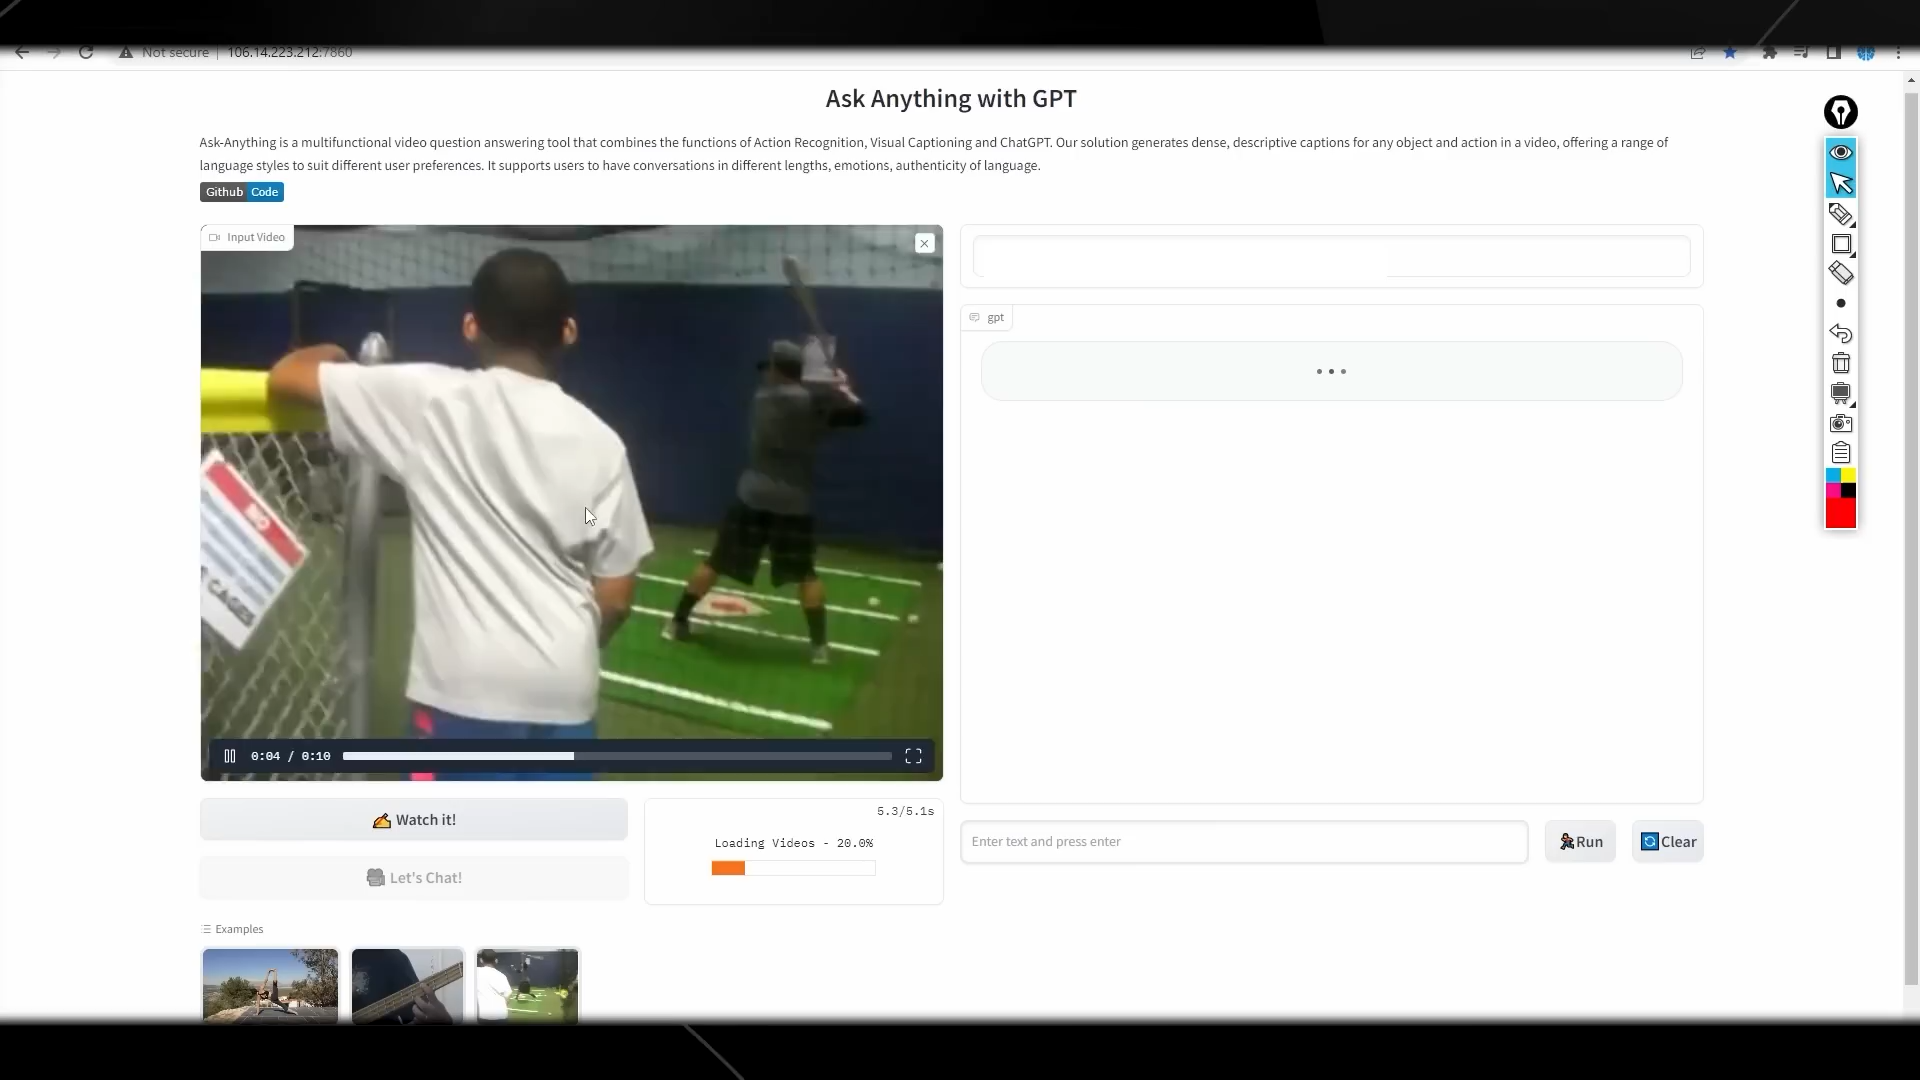 Not secure | 106.14.223.212:7860
Ask Anything with GPT
Ask-Anything is a multifunctional video question answering tool that combines the functions of Action Recognition, Visual Captioning and ChatGPT. Our solution generates dense, descriptive captions for any object and action in a video, offering a range of
language styles to suit different user preferences. It supports users to have conversations in different lengths, emotions, authenticity of language.
Github Code
Input Video
gpt
NO
CAGES
0:04 / 0:10
Watch it!
5.3/5.1s
Loading Videos - 20.0%
Let's Chat!
Enter text and press enter
Run
Clear
Examples